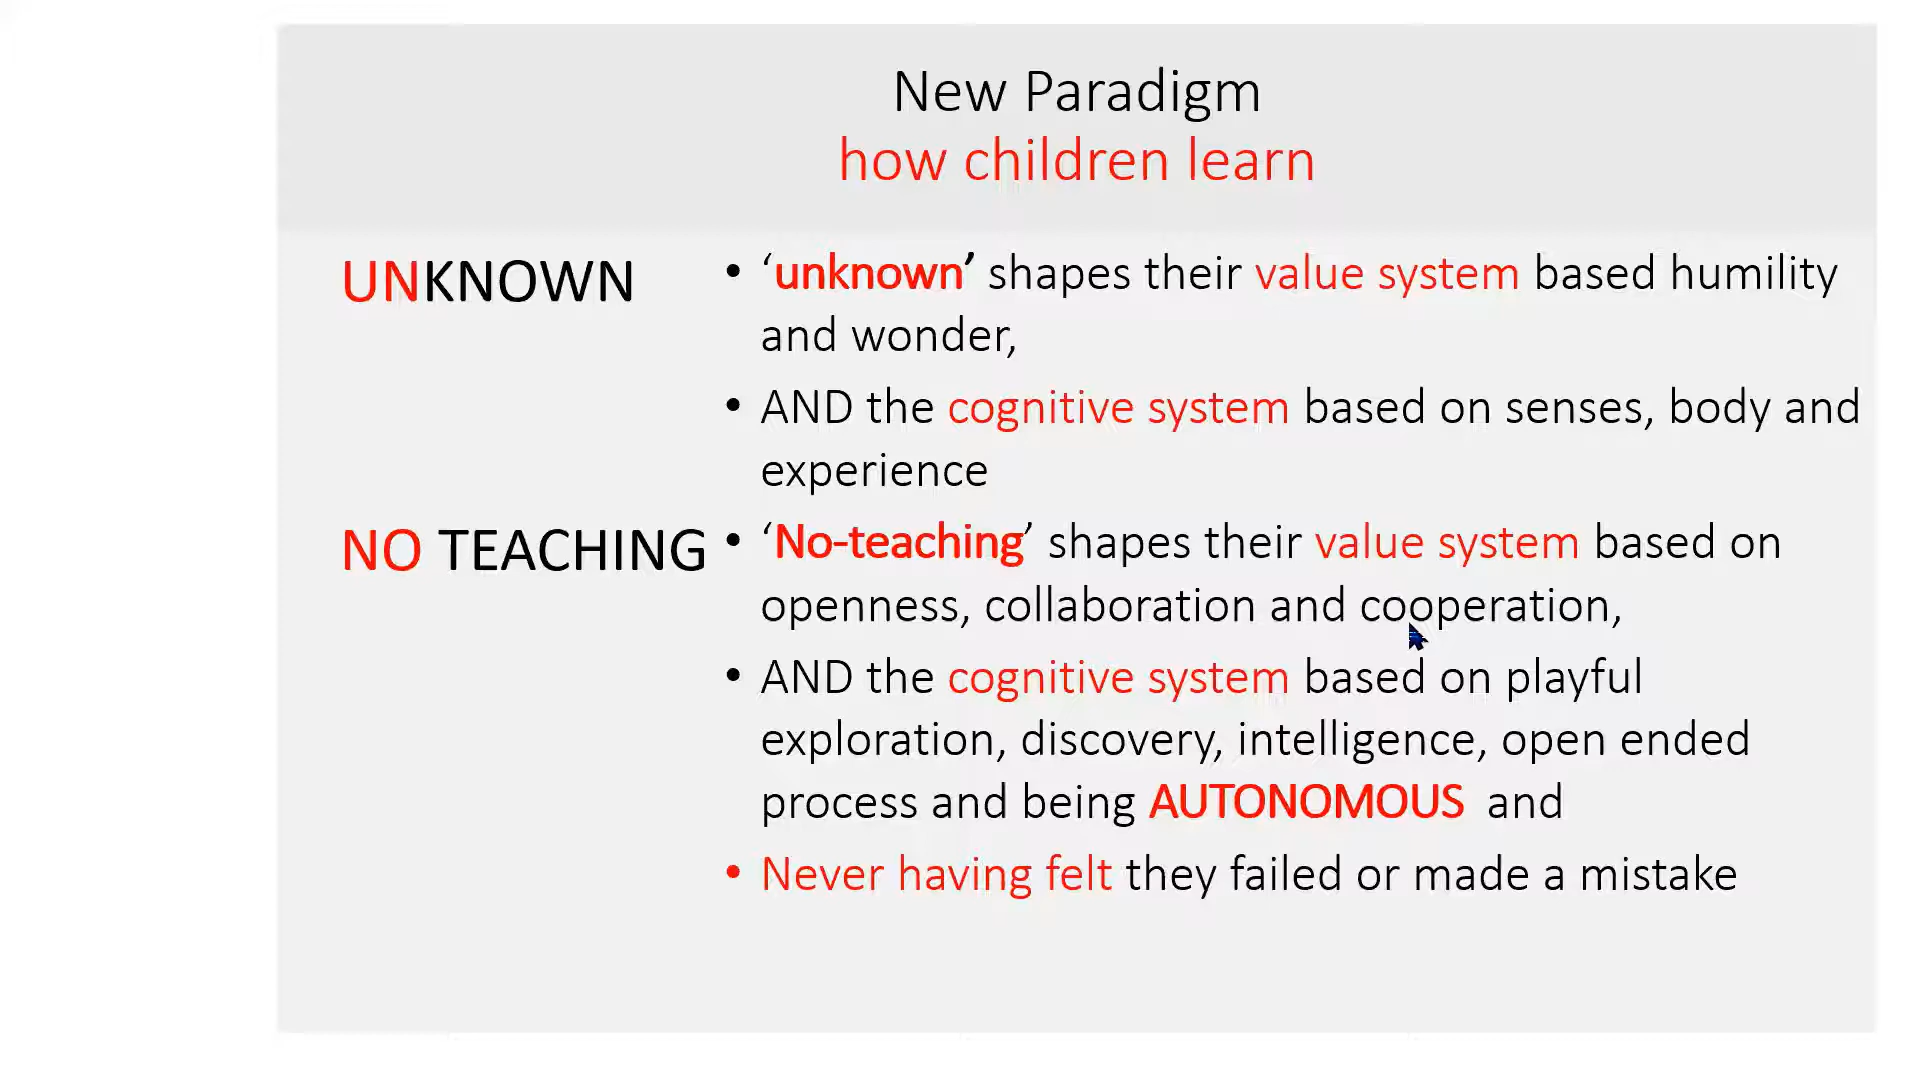 New Paradigm
how children learn
UNKNOWN
• ‘unknown’ shapes their value system based humility
and wonder,
• AND the cognitive system based on senses, body and
experience
NO TEACHING
• ‘No-teaching’ shapes their value system based on
openness, collaboration and cooperation,
• AND the cognitive system based on playful
exploration, discovery, intelligence, open ended
process and being AUTONOMOUS and
• Never having felt they failed or made a mistake